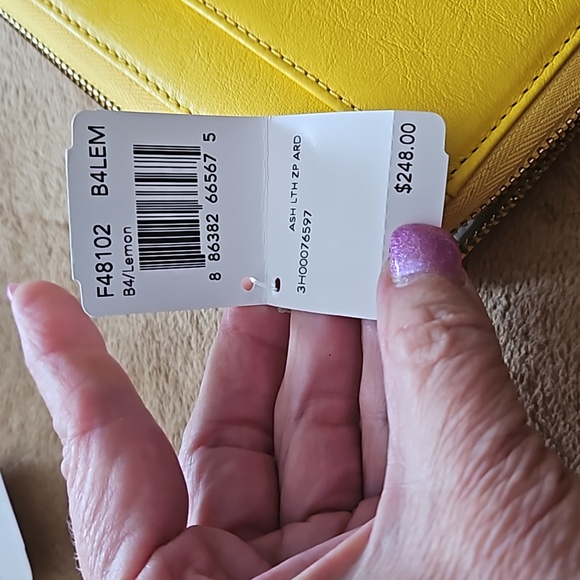 F48102 B4LEM
B4/Lemon
8 86382 66567 5
ASH LTH ZP ARD
3H00076597
$248.00